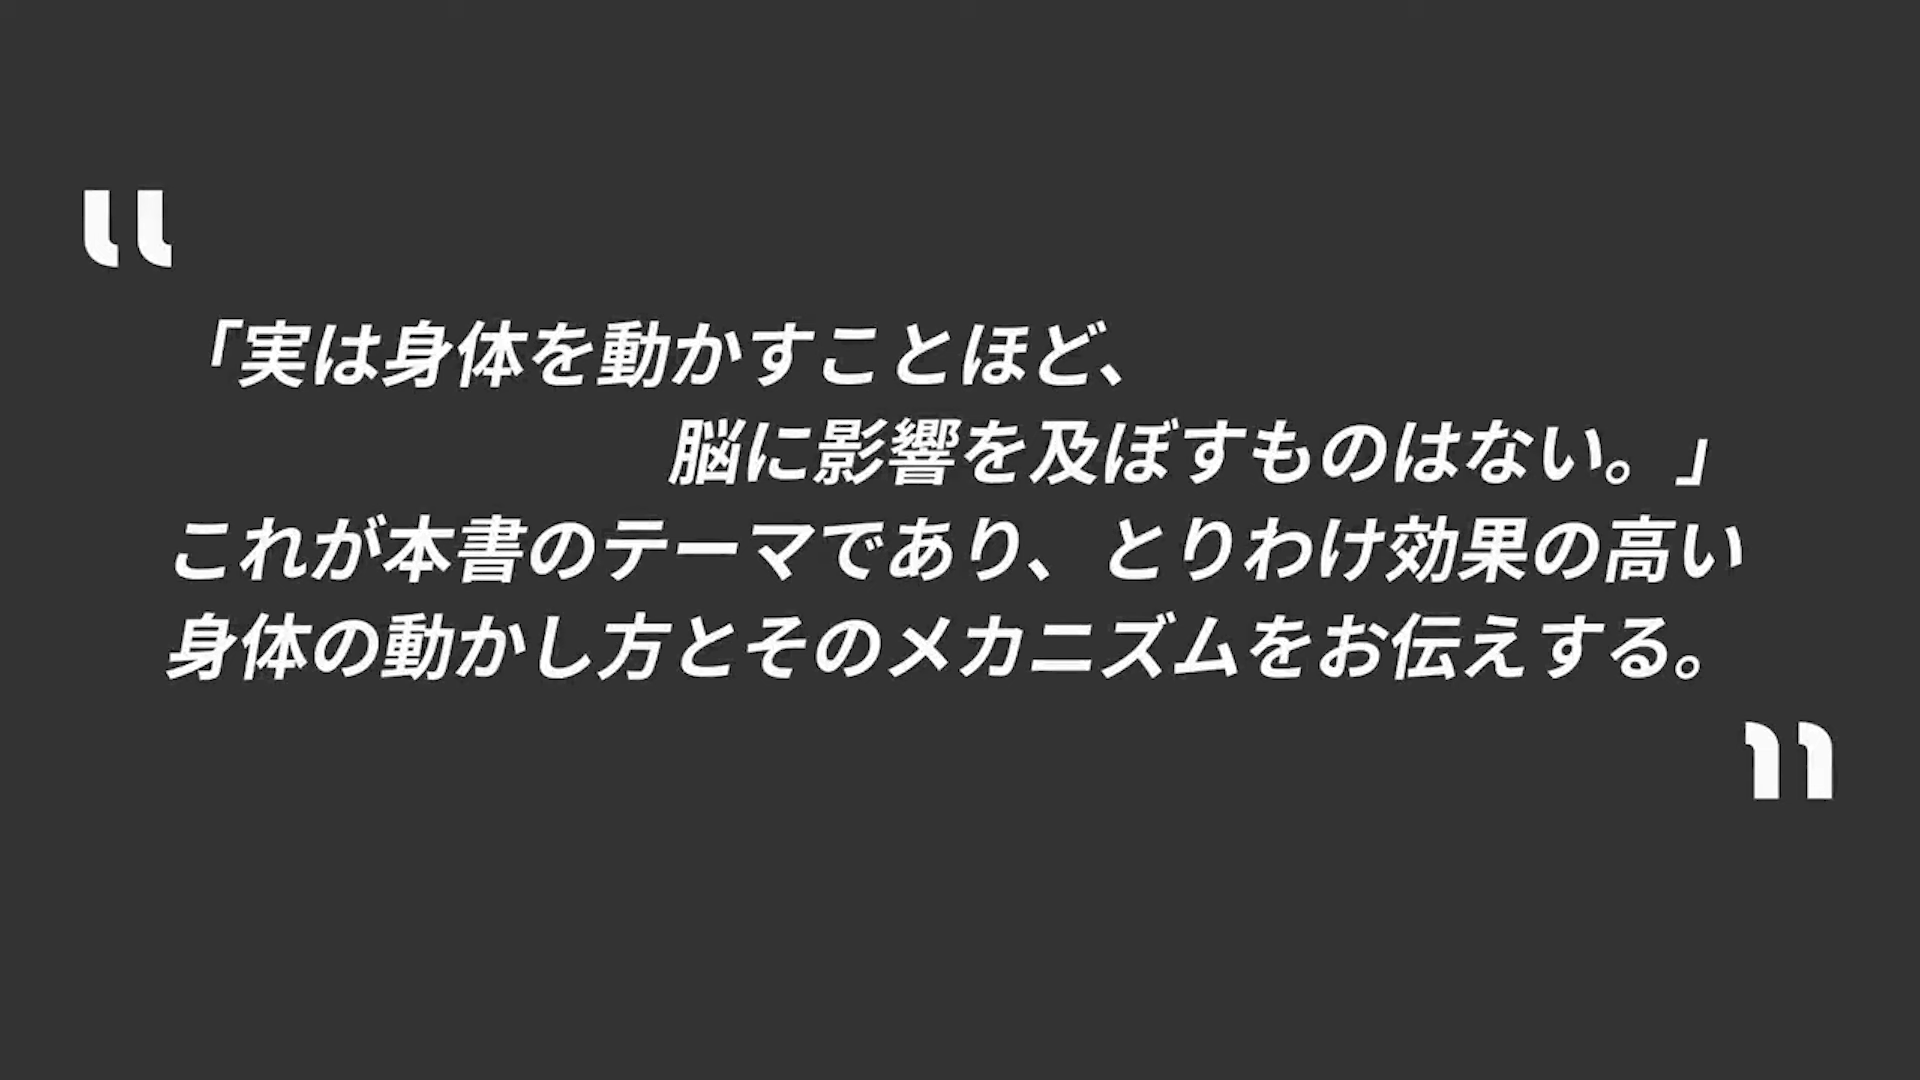 「実は身体を動かすことほど、
脳に影響を及ぼすものはない。」
これが本書のテーマであり、とりわけ効果の高い
身体の動かし方とそのメカニズムをお伝えする。